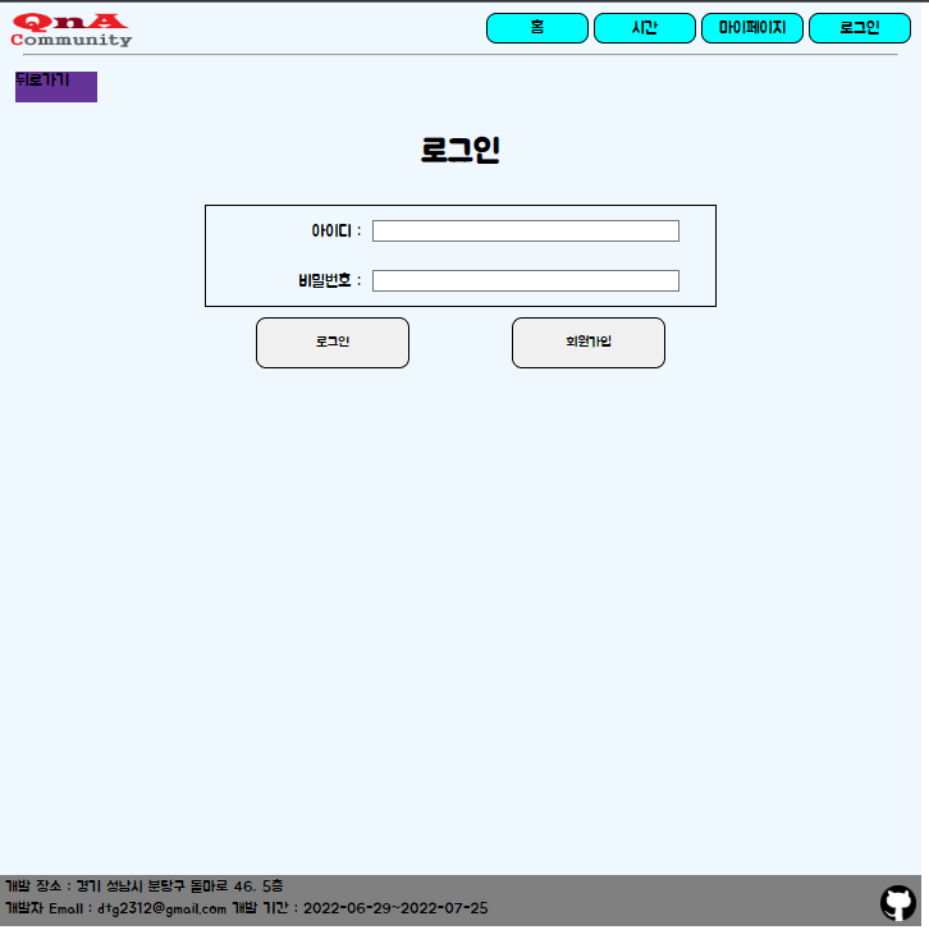 QnA
Community
홈 시간 마이페이지 로그인
뒤로가기
로그인
아이디 :
비밀번호 :
로그인 회원가입
개발 장소 : 경기 성남시 분당구 돌마로 46, 5층
개발자 Email : dtg2312@gmail.com 개발 기간 : 2022-06-29~2022-07-25